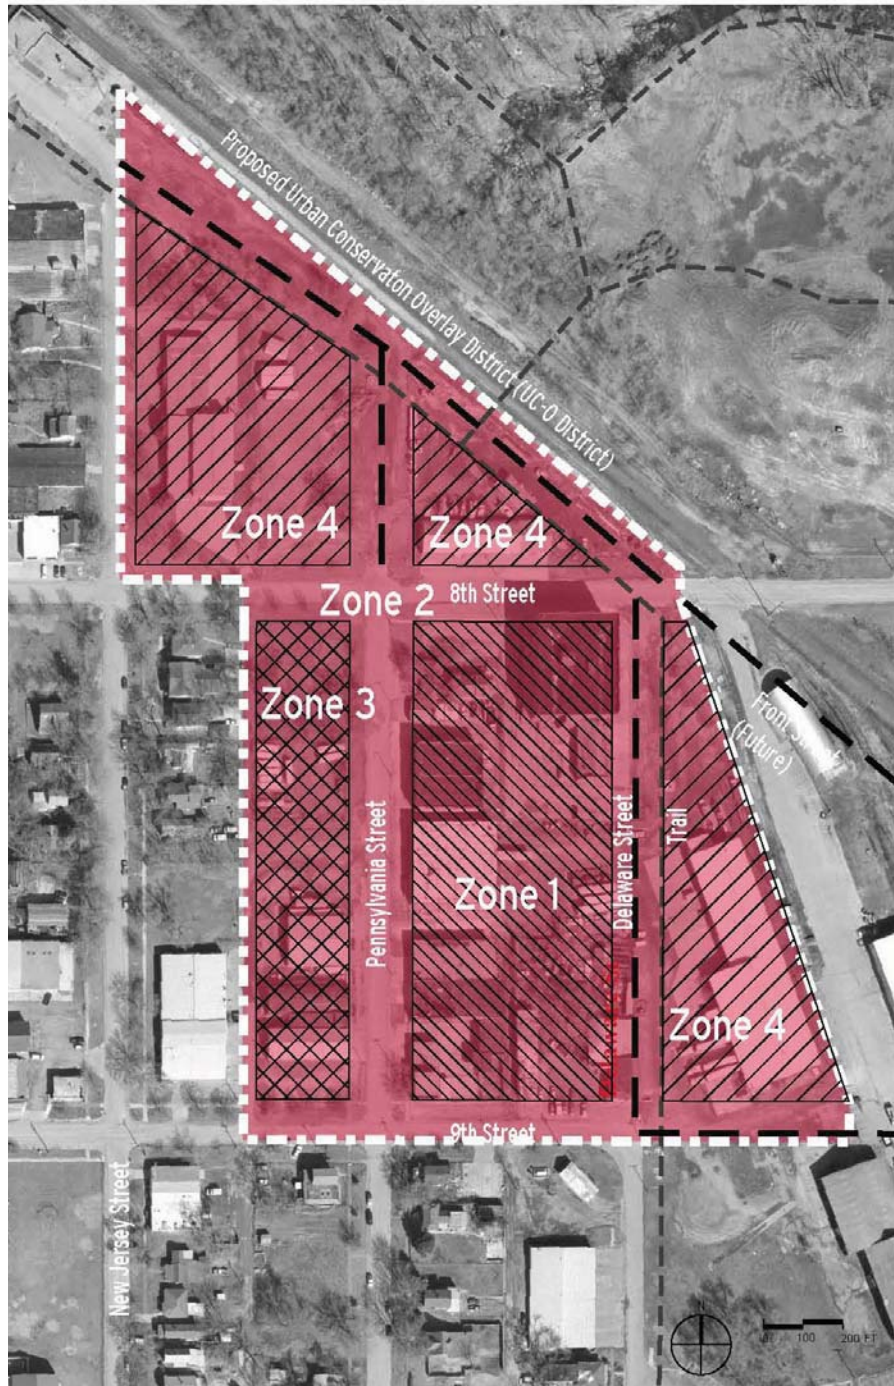 Proposed Urban Conservaton Overlay District (UC-O District)
Zone 4
Zone 4
8th Street
Zone 2
Zone 3
Front Street
(Future)
Pennsylvania Street
Zone 1
Delaware Street
Trail
Zone 4
9th Street
New Jersey Street
N
100
200 FT